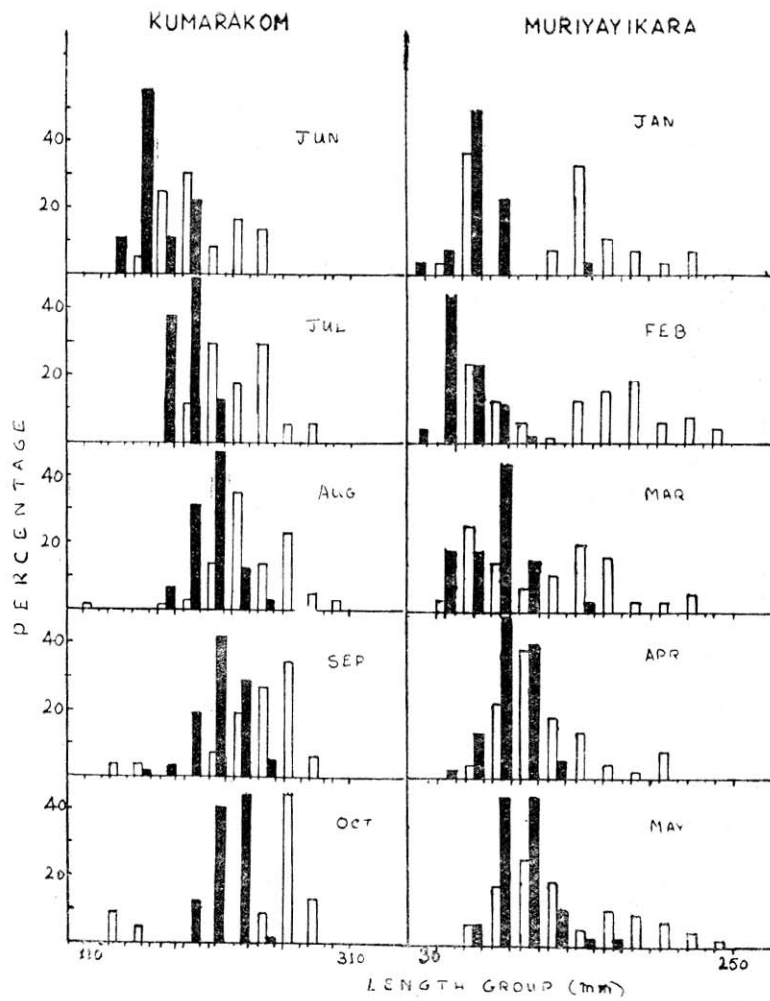 KUMARAKOM MURIYAYIKARA
JUN JAN
40
20
JUL FEB
40
20
AUG MAR
40
20
SEP APR
40
20
OCT MAY
40
20
PERCENTAGE
110 310 30 250
LENGTH GROUP (mm)